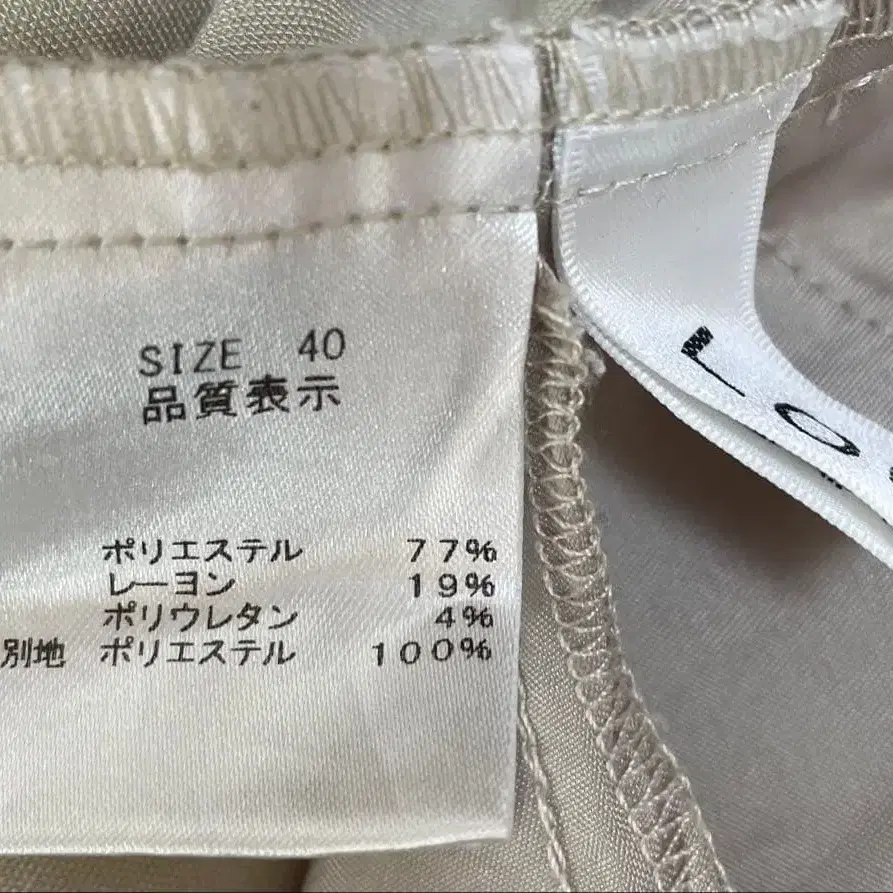 SIZE 40
品質表示
ポリエステル 77%
レーヨン 19%
ポリウレタン 4%
別地 ポリエステル 100%